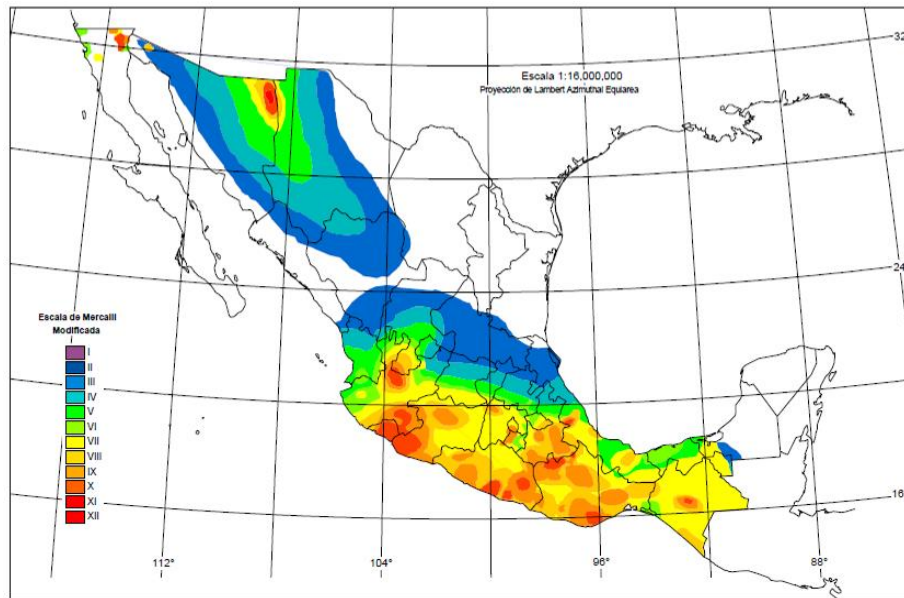 32
Escala 1:16,000,000
Proyección de Lambert Azimuthal Equiarea
24
Escala de Mercalli
Modificada
I
II
III
IV
V
VI
VII
VIII
IX
X
XI
XII
16
112°
104°
96°
88°